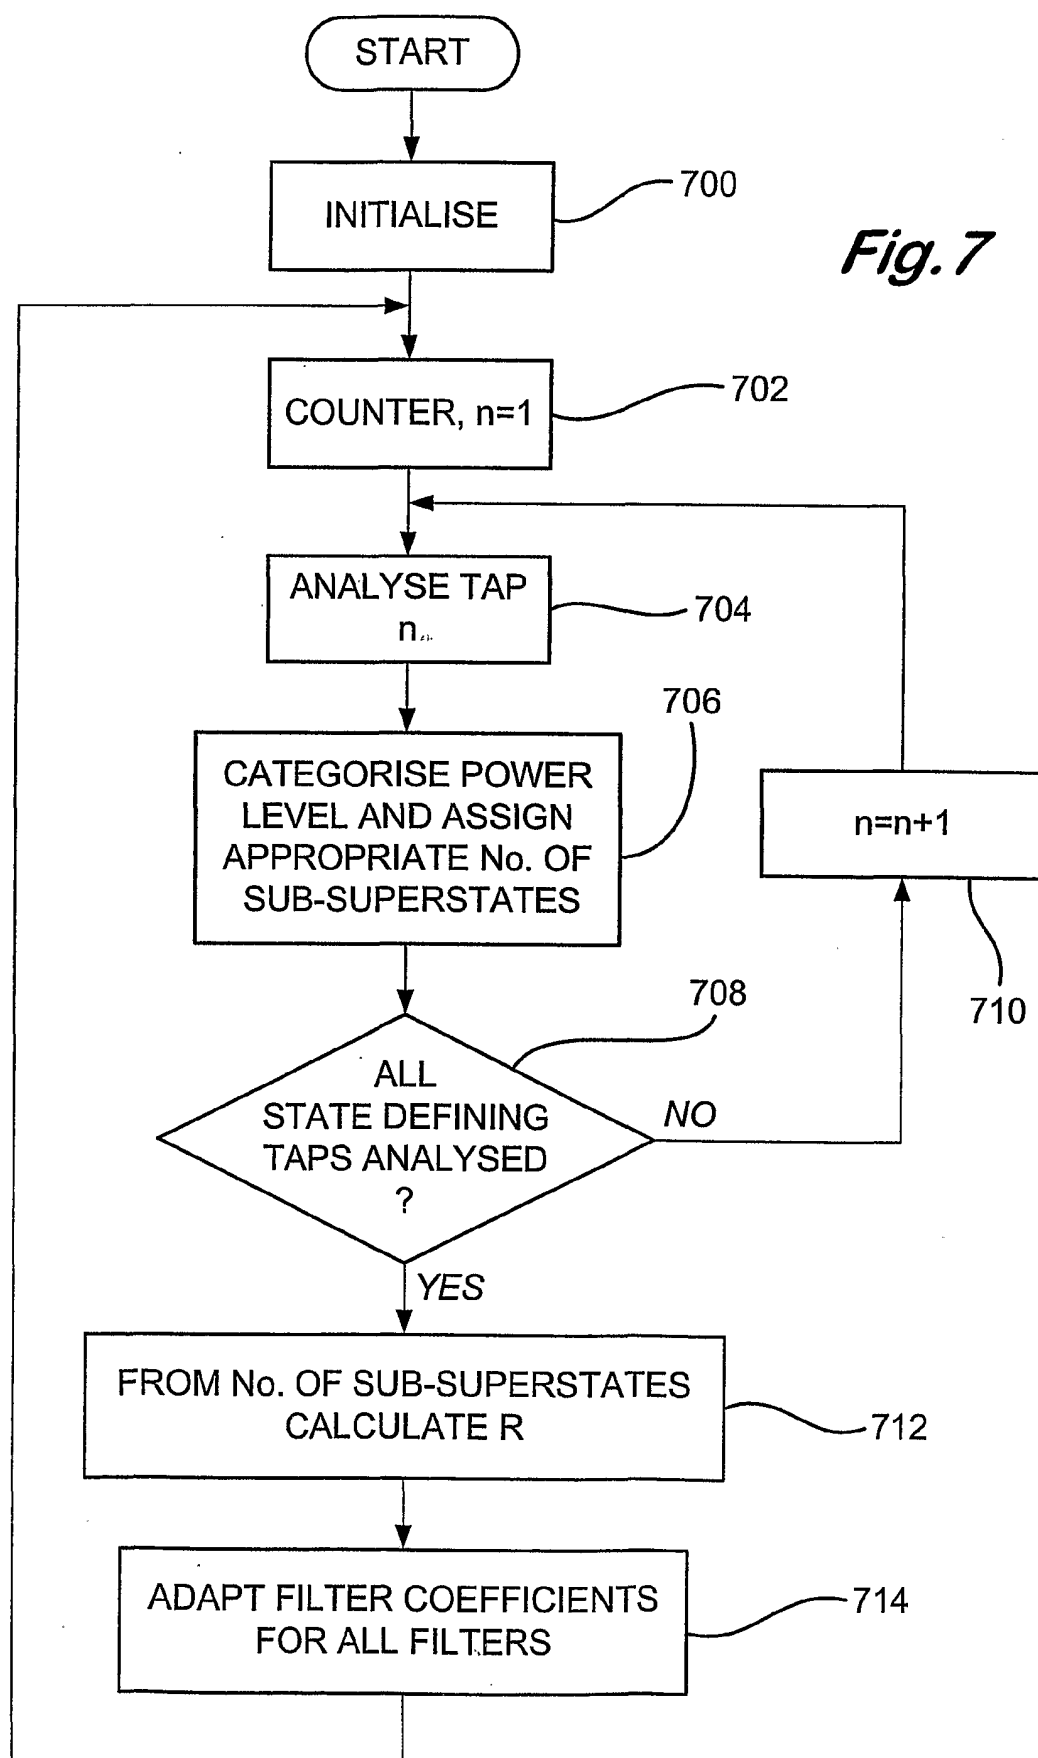 START
INITIALISE
700
Fig.7
COUNTER, n=1
702
ANALYSE TAP
n
704
706
CATEGORISE POWER
LEVEL AND ASSIGN
APPROPRIATE No. OF
SUB-SUPERSTATES
n=n+1
710
708
ALL
STATE DEFINING
TAPS ANALYSED
?
NO
YES
FROM No. OF SUB-SUPERSTATES
CALCULATE R
712
ADAPT FILTER COEFFICIENTS
FOR ALL FILTERS
714